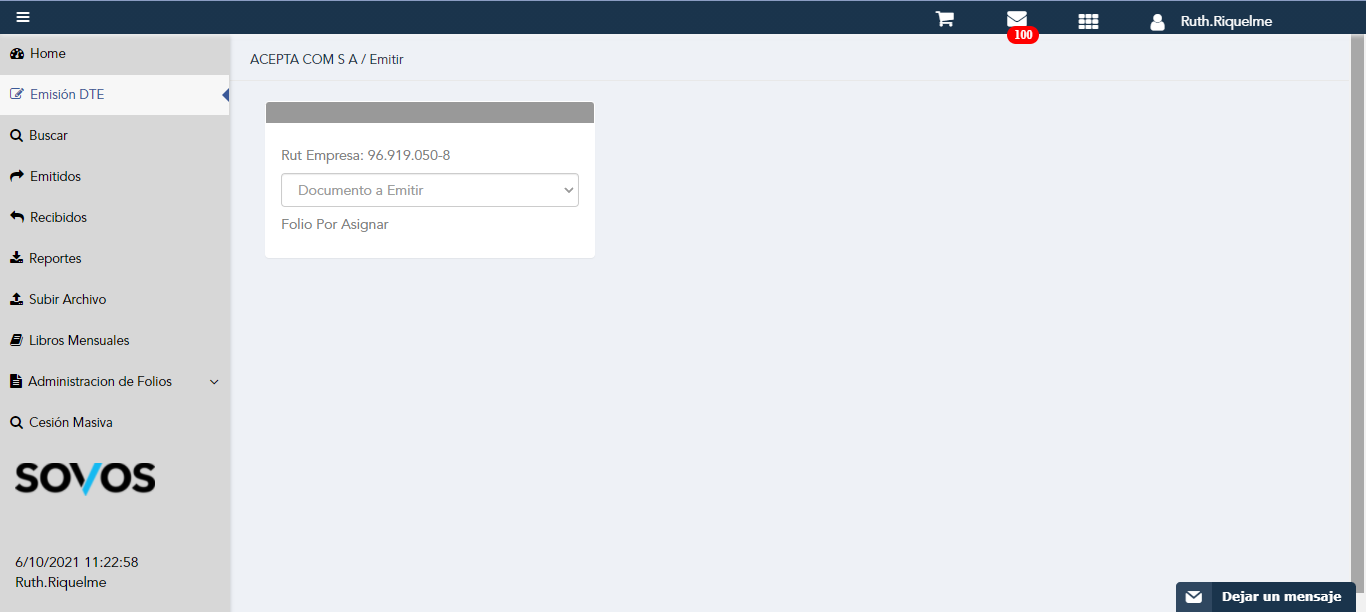 100
Ruth.Riquelme
Home
Emisión DTE
Buscar
Emitidos
Recibidos
Reportes
Subir Archivo
Libros Mensuales
Administracion de Folios
Cesión Masiva
SOVOS
6/10/2021 11:22:58
Ruth.Riquelme
ACEPTA COM S A / Emitir
Rut Empresa: 96.919.050-8
Documento a Emitir
Folio Por Asignar
Dejar un mensaje